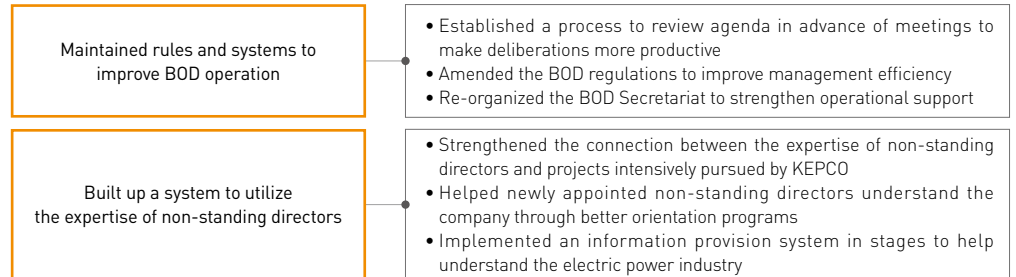 Maintained rules and systems to
improve BOD operation
• Established a process to review agenda in advance of meetings to
make deliberations more productive
• Amended the BOD regulations to improve management efficiency
• Re-organized the BOD Secretariat to strengthen operational support
Built up a system to utilize
the expertise of non-standing directors
• Strengthened the connection between the expertise of non-standing
directors and projects intensively pursued by KEPCO
• Helped newly appointed non-standing directors understand the
company through better orientation programs
• Implemented an information provision system in stages to help
understand the electric power industry